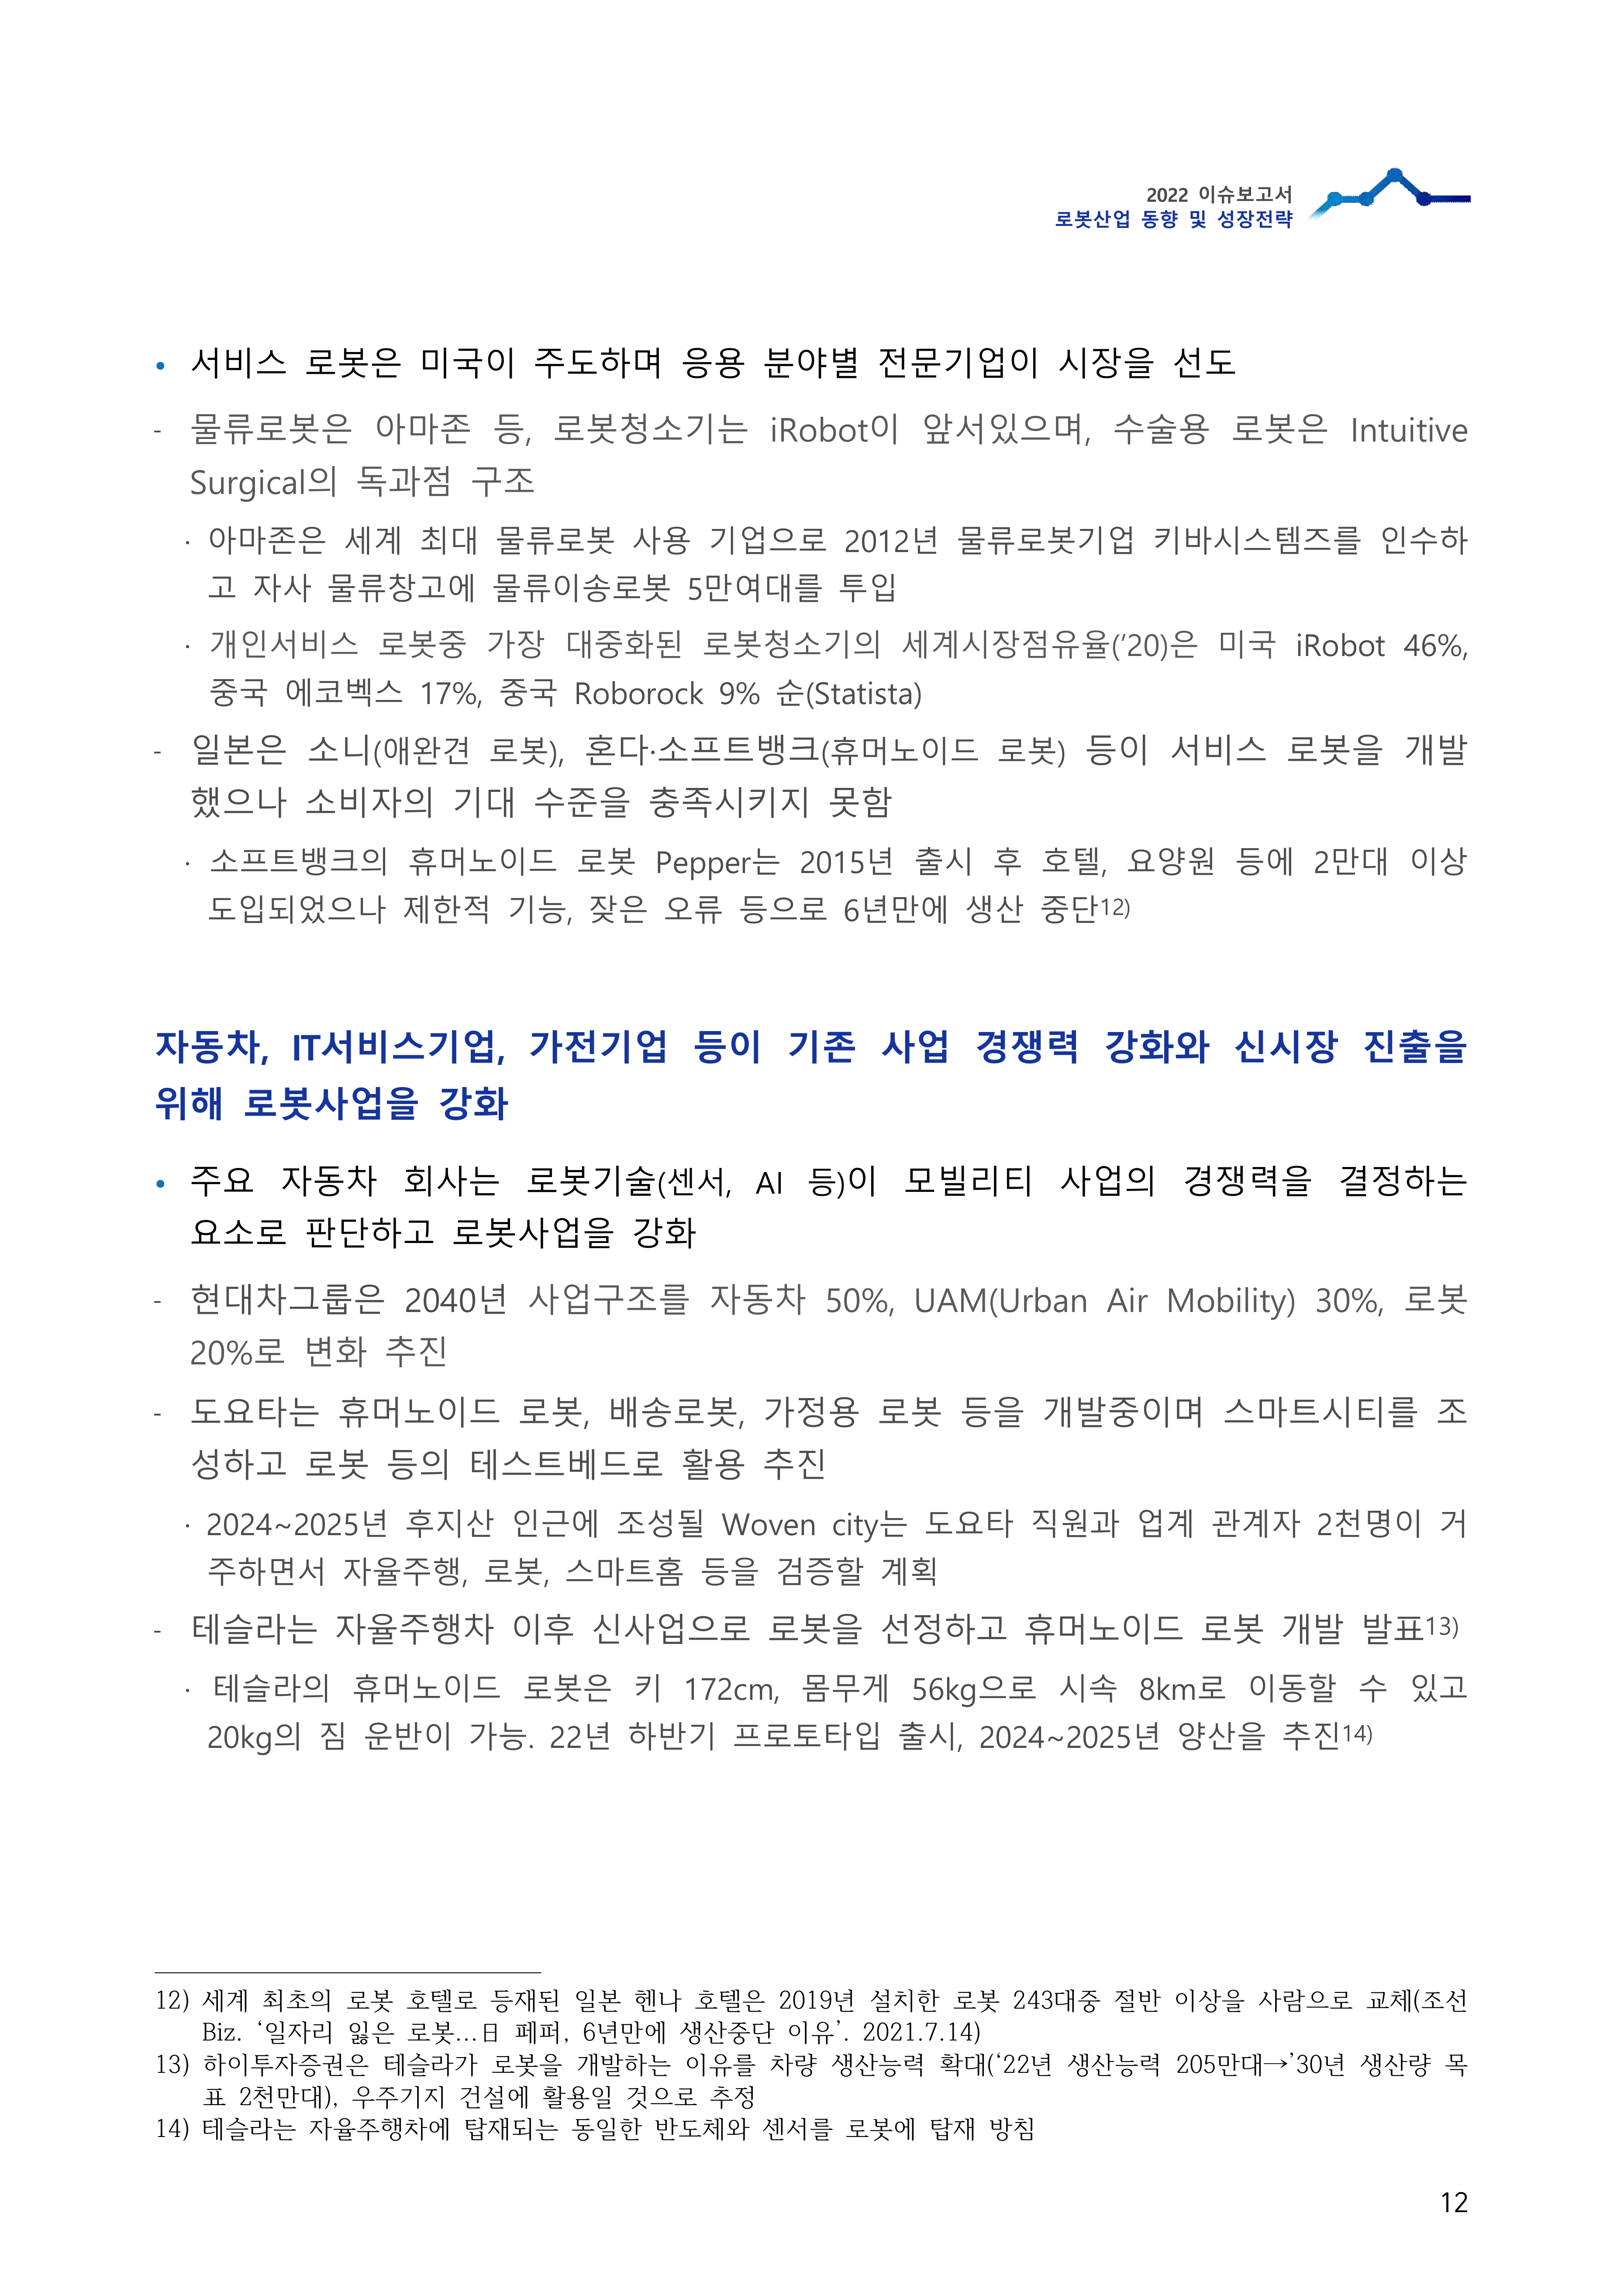 2022 이슈보고서
로봇산업 동향 및 성장전략
• 서비스 로봇은 미국이 주도하며 응용 분야별 전문기업이 시장을 선도
- 물류로봇은 아마존 등, 로봇청소기는 iRobot이 앞서있으며, 수술용 로봇은 Intuitive
Surgical의 독과점 구조
· 아마존은 세계 최대 물류로봇 사용 기업으로 2012년 물류로봇기업 키바시스템즈를 인수하
고 자사 물류창고에 물류이송로봇 5만여대를 투입
· 개인서비스 로봇중 가장 대중화된 로봇청소기의 세계시장점유율(‘20)은 미국 iRobot 46%,
중국 에코벡스 17%, 중국 Roborock 9% 순(Statista)
- 일본은 소니(애완견 로봇), 혼다·소프트뱅크(휴머노이드 로봇) 등이 서비스 로봇을 개발
했으나 소비자의 기대 수준을 충족시키지 못함
· 소프트뱅크의 휴머노이드 로봇 Pepper는 2015년 출시 후 호텔, 요양원 등에 2만대 이상
도입되었으나 제한적 기능, 잦은 오류 등으로 6년만에 생산 중단12)
자동차, IT서비스기업, 가전기업 등이 기존 사업 경쟁력 강화와 신시장 진출을
위해 로봇사업을 강화
• 주요 자동차 회사는 로봇기술(센서, AI 등)이 모빌리티 사업의 경쟁력을 결정하는
요소로 판단하고 로봇사업을 강화
- 현대차그룹은 2040년 사업구조를 자동차 50%, UAM(Urban Air Mobility) 30%, 로봇
20%로 변화 추진
- 도요타는 휴머노이드 로봇, 배송로봇, 가정용 로봇 등을 개발중이며 스마트시티를 조
성하고 로봇 등의 테스트베드로 활용 추진
· 2024~2025년 후지산 인근에 조성될 Woven city는 도요타 직원과 업계 관계자 2천명이 거
주하면서 자율주행, 로봇, 스마트홈 등을 검증할 계획
- 테슬라는 자율주행차 이후 신사업으로 로봇을 선정하고 휴머노이드 로봇 개발 발표13)
· 테슬라의 휴머노이드 로봇은 키 172cm, 몸무게 56kg으로 시속 8km로 이동할 수 있고
20kg의 짐 운반이 가능. 22년 하반기 프로토타입 출시, 2024~2025년 양산을 추진14)
12) 세계 최초의 로봇 호텔로 등재된 일본 헨나 호텔은 2019년 설치한 로봇 243대중 절반 이상을 사람으로 교체(조선
Biz. ‘일자리 잃은 로봇...日 페퍼, 6년만에 생산중단 이유’. 2021.7.14)
13) 하이투자증권은 테슬라가 로봇을 개발하는 이유를 차량 생산능력 확대(‘22년 생산능력 205만대→’30년 생산량 목
표 2천만대), 우주기지 건설에 활용일 것으로 추정
14) 테슬라는 자율주행차에 탑재되는 동일한 반도체와 센서를 로봇에 탑재 방침
12